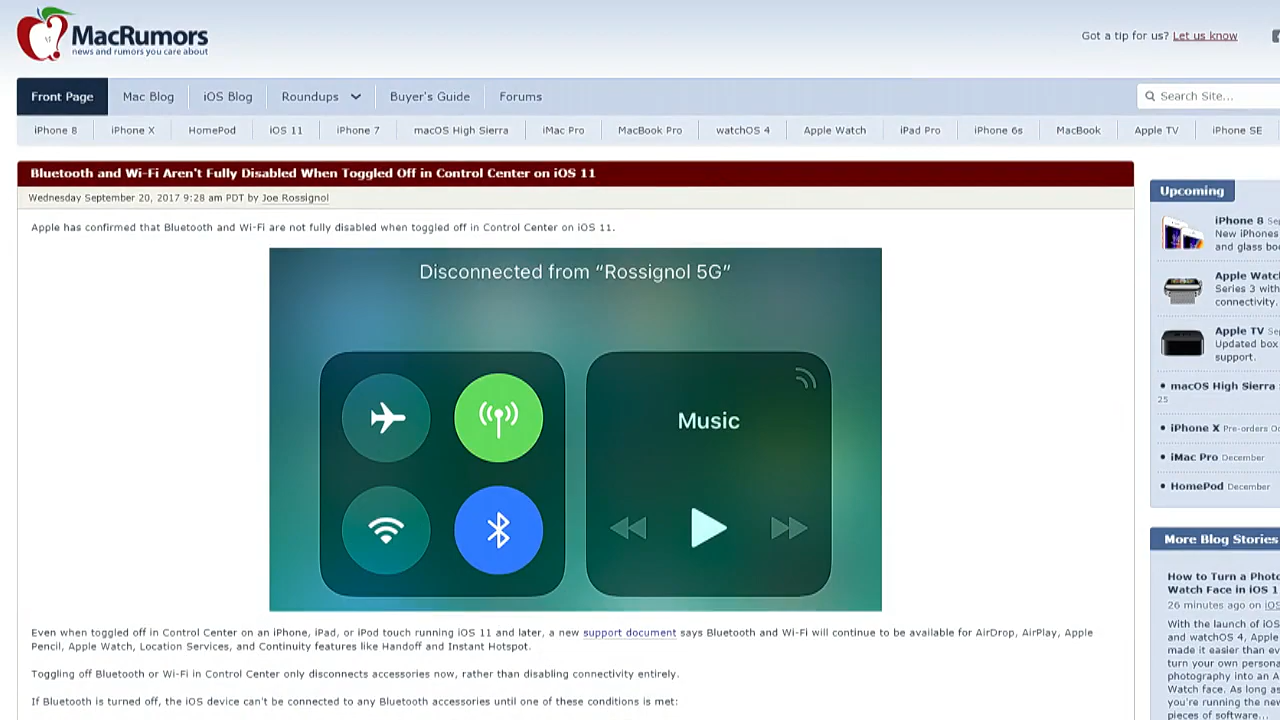 MacRumors
news and rumors you care about
Got a tip for us? Let us know
Front Page Mac Blog iOS Blog Roundups Buyer's Guide Forums
Search Site...
iPhone 8 iPhone X HomePod iOS 11 iPhone 7 macOS High Sierra iMac Pro MacBook Pro watchOS 4 Apple Watch iPad Pro iPhone 6s MacBook Apple TV iPhone SE
Bluetooth and Wi-Fi Aren't Fully Disabled When Toggled Off in Control Center on iOS 11
Wednesday September 20, 2017 9:28 am PDT by Joe Rossignol
Apple has confirmed that Bluetooth and Wi-Fi are not fully disabled when toggled off in Control Center on iOS 11.
Disconnected from “Rossignol 5G”
Music
Even when toggled off in Control Center on an iPhone, iPad, or iPod touch running iOS 11 and later, a new support document says Bluetooth and Wi-Fi will continue to be available for AirDrop, AirPlay, Apple
Pencil, Apple Watch, Location Services, and Continuity features like Handoff and Instant Hotspot.
Toggling off Bluetooth or Wi-Fi in Control Center only disconnects accessories now, rather than disabling connectivity entirely.
If Bluetooth is turned off, the iOS device can't be connected to any Bluetooth accessories until one of these conditions is met:
Upcoming
iPhone 8 Se
New iPhones
and glass bo
Apple Watc
Series 3 with
connectivity.
Apple TV Se
Updated box
support.
• macOS High Sierra
25
• iPhone X Pre-orders Oc
• iMac Pro December
• HomePod December
More Blog Stories
How to Turn a Photo
Watch Face in iOS 1
26 minutes ago on iOS
With the launch of iOS
and watchOS 4, Apple
made it easier than eve
turn your own persona
photography into an A
Watch face. As long as
you're running the new
pieces of software...